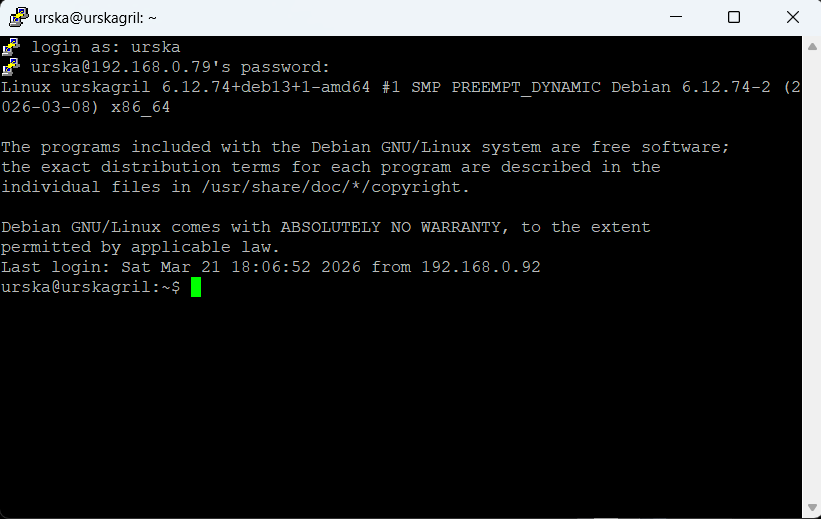 urska@urskagril: ~
login as: urska
urska@192.168.0.79's password:
Linux urskagril 6.12.74+deb13+1-amd64 #1 SMP PREEMPT_DYNAMIC Debian 6.12.74-2 (2
026-03-08) x86_64
The programs included with the Debian GNU/Linux system are free software;
the exact distribution terms for each program are described in the
individual files in /usr/share/doc/*/copyright.
Debian GNU/Linux comes with ABSOLUTELY NO WARRANTY, to the extent
permitted by applicable law.
Last login: Sat Mar 21 18:06:52 2026 from 192.168.0.92
urska@urskagril:~$